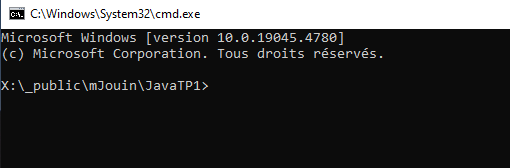 C:\Windows\System32\cmd.exe
Microsoft Windows [version 10.0.19045.4780]
(c) Microsoft Corporation. Tous droits réservés.
X:\_public\mJouin\JavaTP1>